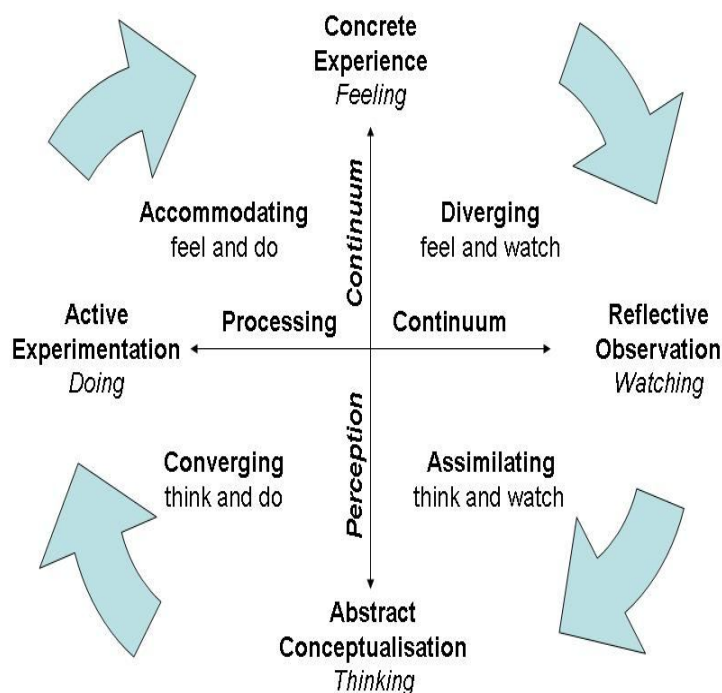 Concrete
Experience
Feeling
Accommodating
feel and do
Continuum
Diverging
feel and watch
Active
Experimentation
Doing
Processing
Continuum
Reflective
Observation
Watching
Converging
think and do
Perception
Assimilating
think and watch
Abstract
Conceptualisation
Thinking